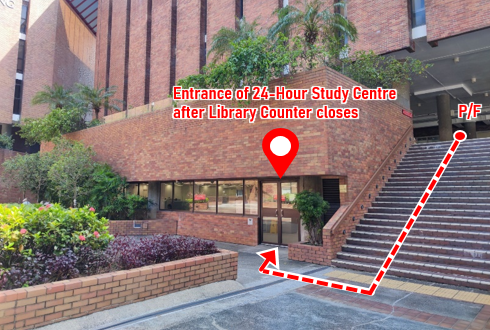 Entrance of 24-Hour Study Centre
after Library Counter closes
P/F